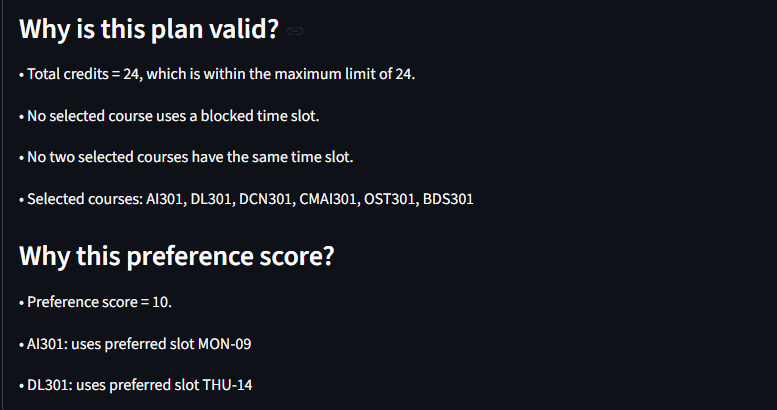 Why is this plan valid?
• Total credits = 24, which is within the maximum limit of 24.
• No selected course uses a blocked time slot.
• No two selected courses have the same time slot.
• Selected courses: AI301, DL301, DCN301, CMAI301, OST301, BDS301
Why this preference score?
• Preference score = 10.
• AI301: uses preferred slot MON-09
• DL301: uses preferred slot THU-14